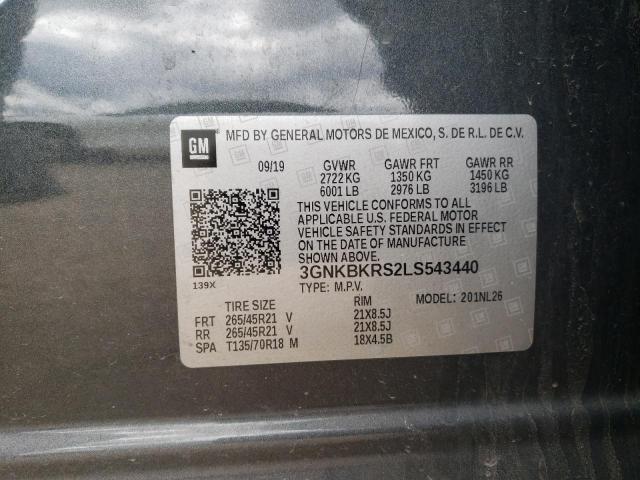 GM
MFD BY GENERAL MOTORS DE MEXICO, S. DE R.L. DE C.V.
09/19 GVWR GAWR FRT GAWR RR
2722 KG 1350 KG 1450 KG
6001 LB 2976 LB 3196 LB
THIS VEHICLE CONFORMS TO ALL
APPLICABLE U.S. FEDERAL MOTOR
VEHICLE SAFETY STANDARDS IN EFFECT
ON THE DATE OF MANUFACTURE
SHOWN ABOVE.
3GNKBKRS2LS543440
139X TYPE: M.P.V. MODEL: 201NL26
TIRE SIZE RIM
FRT 265/45R21 V 21X8.5J
RR 265/45R21 V 21X8.5J
SPA T135/70R18 M 18X4.5B